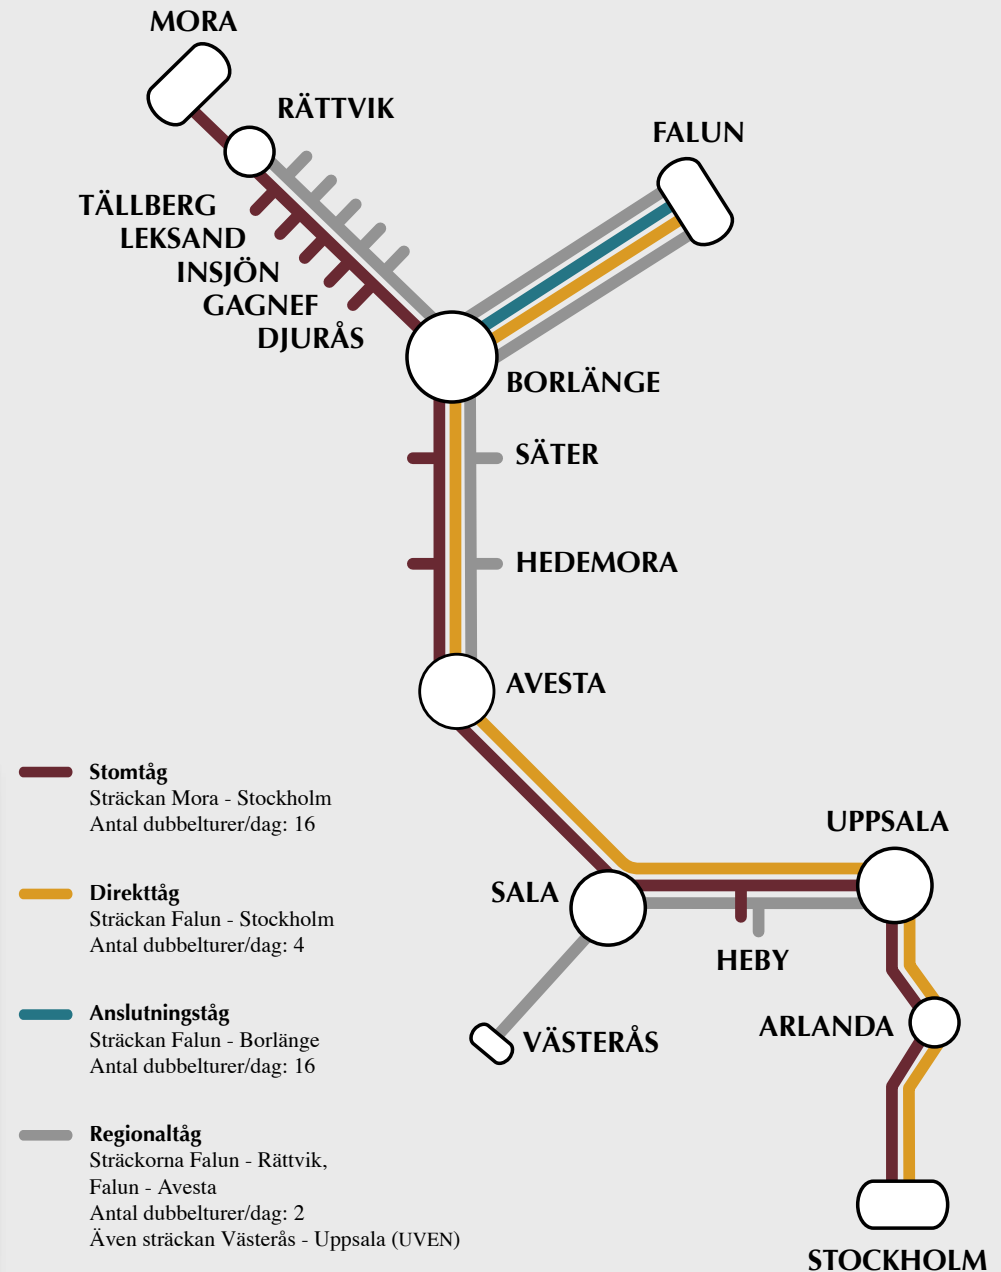 MORA
RÄTTVIK
FALUN
TÄLLBERG
LEKSAND
INSJÖN
GAGNEF
DJURÅS
BORLÄNGE
SÄTER
HEDEMORA
AVESTA
Stomtåg
Sträckan Mora - Stockholm
Antal dubbelturer/dag: 16
UPPSALA
Direkttåg
Sträckan Falun - Stockholm
Antal dubbelturer/dag: 4
SALA
HEBY
Anslutningståg
Sträckan Falun - Borlänge
Antal dubbelturer/dag: 16
VÄSTERÅS
ARLANDA
Regionaltåg
Sträckorna Falun - Rättvik,
Falun - Avesta
Antal dubbelturer/dag: 2
Även sträckan Västerås - Uppsala (UVEN)
STOCKHOLM